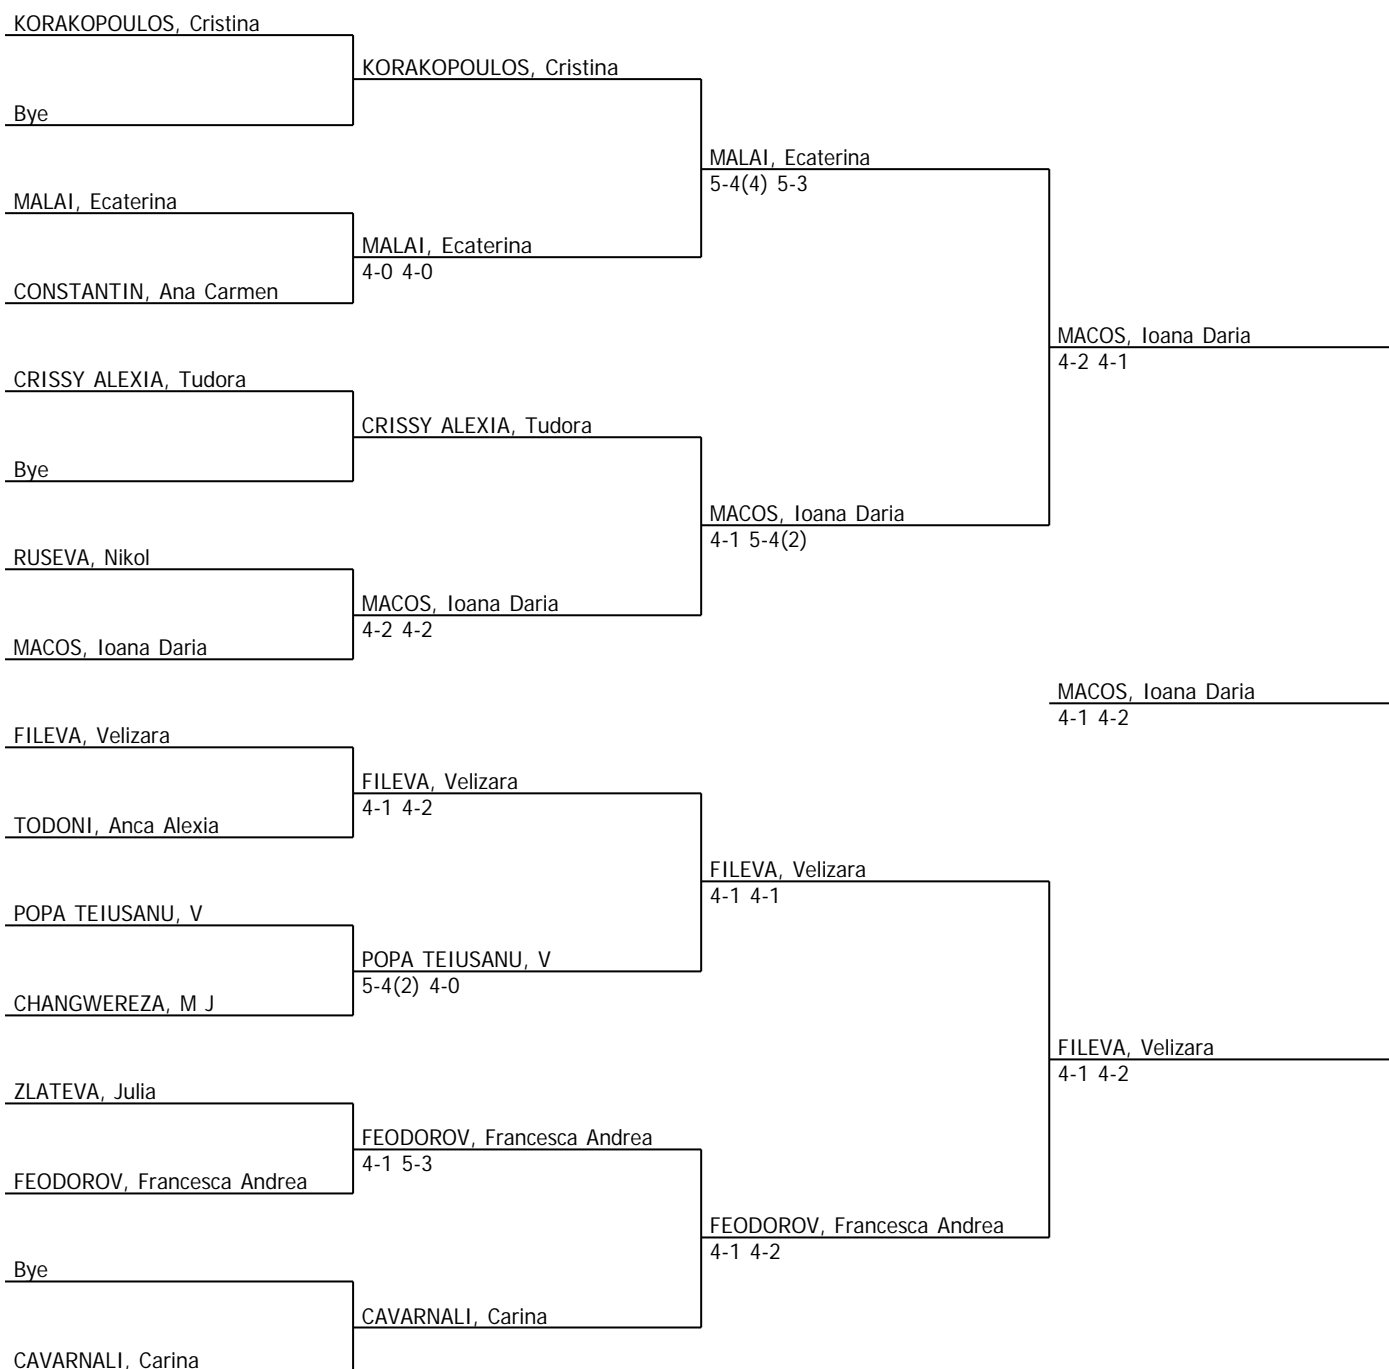 KORAKOPOULOS, Cristina
KORAKOPOULOS, Cristina
Bye
MALAI, Ecaterina
5-4(4) 5-3
MALAI, Ecaterina
MALAI, Ecaterina
4-0 4-0
CONSTANTIN, Ana Carmen
MACOS, Ioana Daria
4-2 4-1
CRISSY ALEXIA, Tudora
CRISSY ALEXIA, Tudora
Bye
MACOS, Ioana Daria
4-1 5-4(2)
RUSEVA, Nikol
MACOS, Ioana Daria
4-2 4-2
MACOS, Ioana Daria
MACOS, Ioana Daria
4-1 4-2
FILEVA, Velizara
FILEVA, Velizara
4-1 4-2
TODONI, Anca Alexia
FILEVA, Velizara
4-1 4-1
POPA TEIUSANU, V
POPA TEIUSANU, V
5-4(2) 4-0
CHANGWEREZA, M J
FILEVA, Velizara
4-1 4-2
ZLATEVA, Julia
FEODOROV, Francesca Andrea
4-1 5-3
FEODOROV, Francesca Andrea
FEODOROV, Francesca Andrea
4-1 4-2
Bye
CAVARNALI, Carina
CAVARNALI, Carina